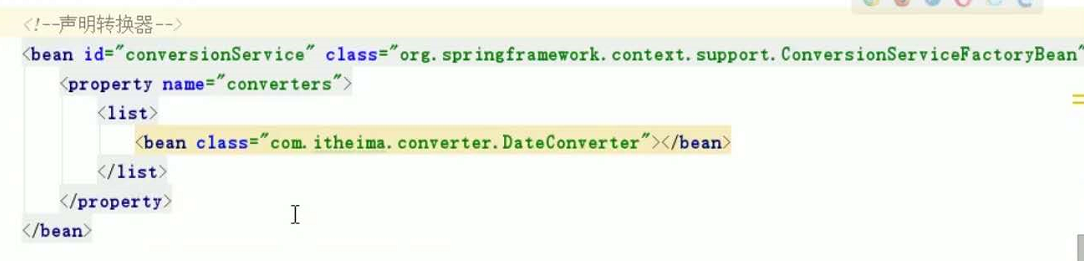 <!--声明转换器-->
<bean id="conversionService" class="org.springframework.context.support.ConversionServiceFactoryBean"
<property name="converters">
<list>
<bean class="com.itheima.converter.DateConverter"></bean>
</list>
</property>
</bean>